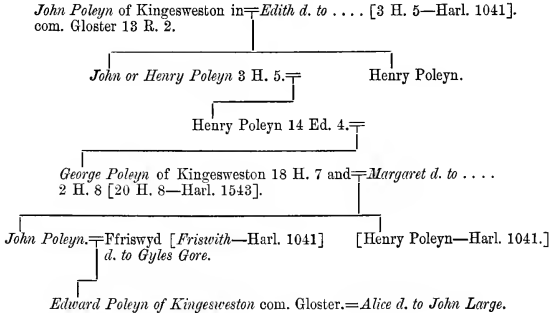 John Poleyn of Kingesweston in=Edith d. to . . . . [3 H. 5—Harl. 1041].
com. Gloster 13 R. 2.
John or Henry Poleyn 3 H. 5.= Henry Poleyn.
Henry Poleyn 14 Ed. 4.=
George Poleyn of Kingesweston 18 H. 7 and=Margaret d. to . . . .
2 H. 8 [20 H. 8—Harl. 1543].
John Poleyn.=Ffriswyd [Friswith—Harl. 1041] [Henry Poleyn—Harl. 1041.]
d. to Gyles Gore.
Edward Poleyn of Kingesweston com. Gloster.=Alice d. to John Large.